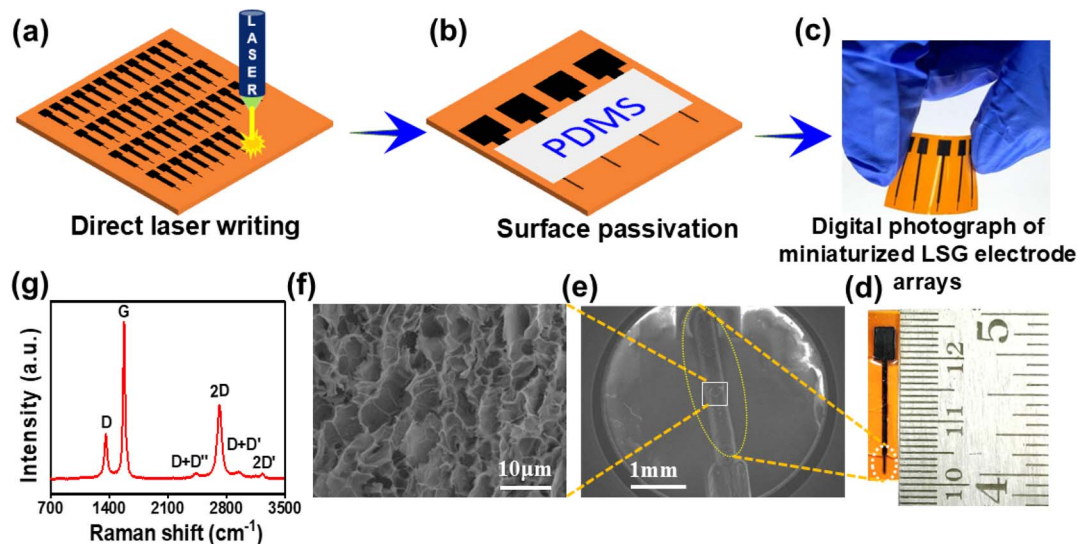 (a)
LASER
Direct laser writing
(b)
PDMS
Surface passivation
(c)
Digital photograph of
miniaturized LSG electrode
arrays
(g)
Intensity (a.u.)
D
G
D+D''
2D
D+D'
2D'
700 1400 2100 2800 3500
Raman shift (cm⁻¹)
(f)
10μm
(e)
1mm
(d)
12
11
10
5
4